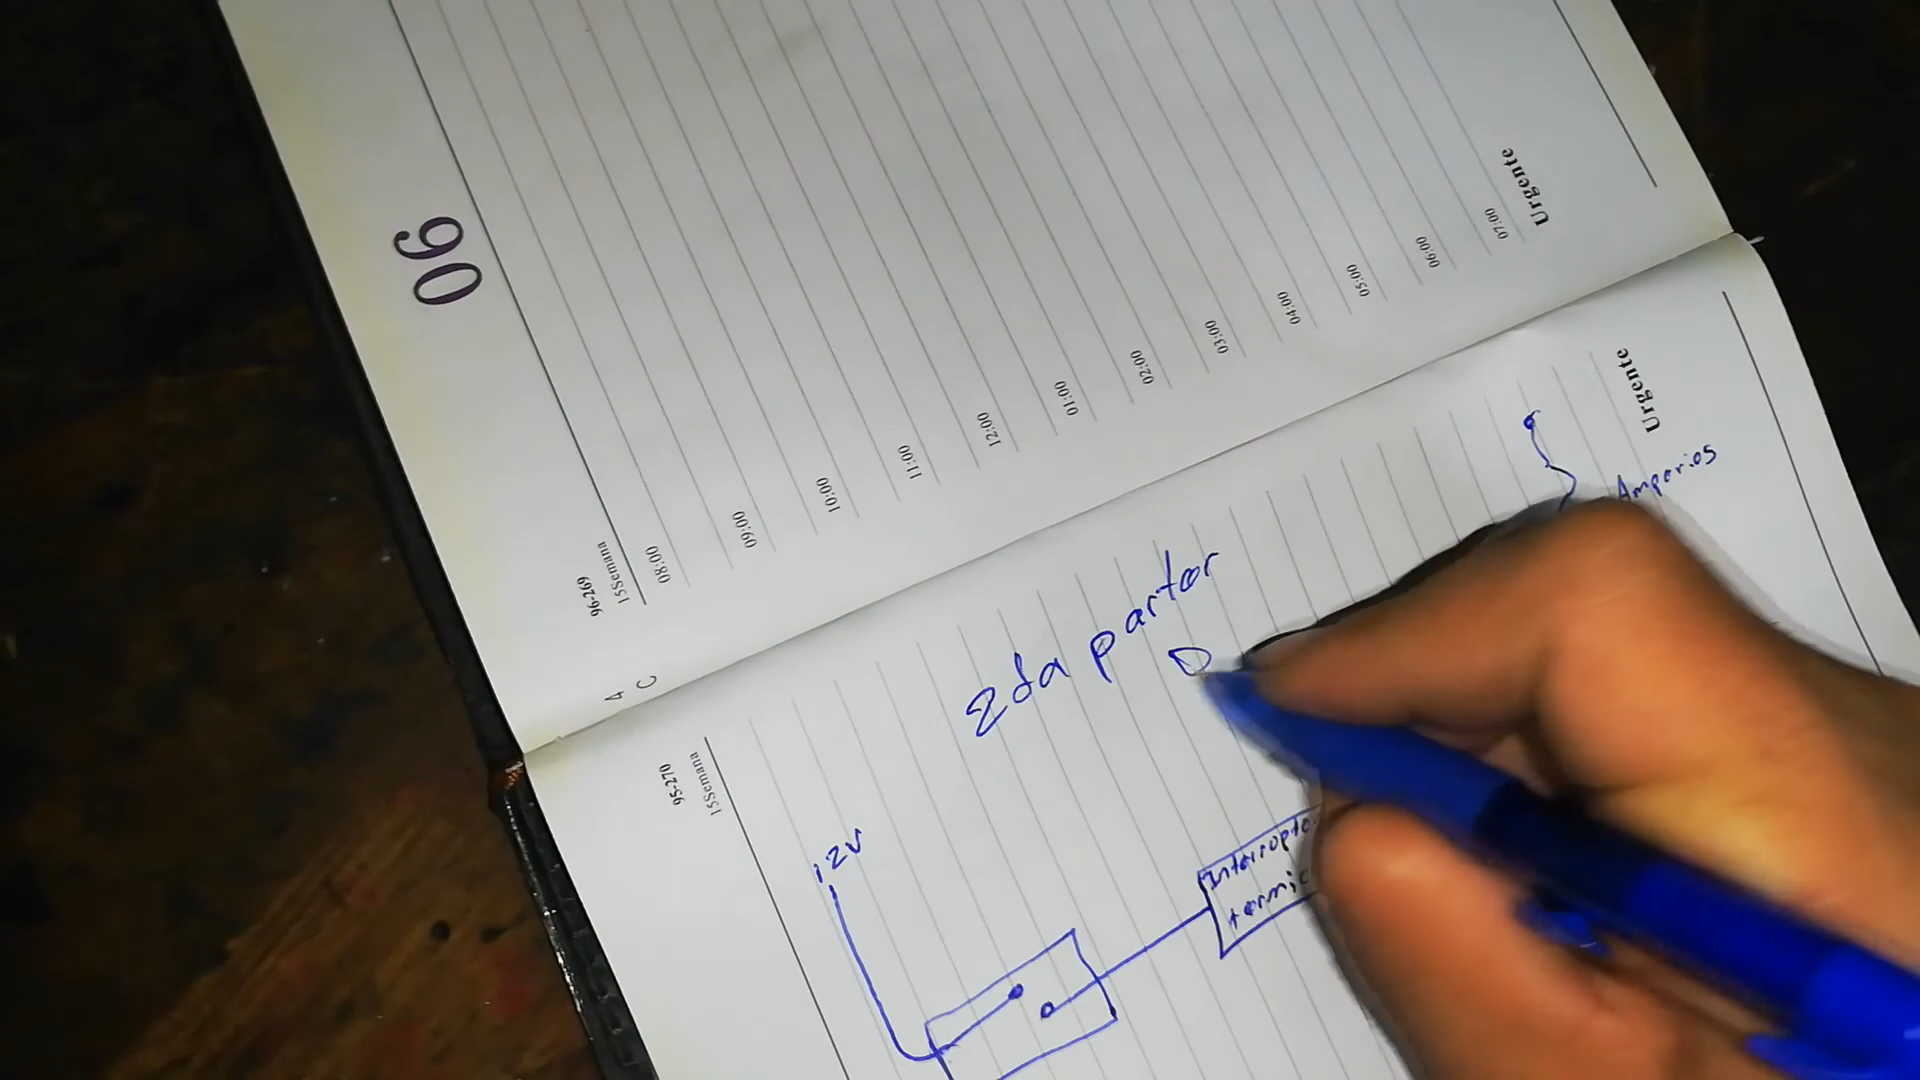 06
Urgente
07:00
06:00
05:00
04:00
03:00
02:00
01:00
12:00
11:00
10:00
09:00
08:00
15Semana
96-269
Urgente
Amperios
2da partor
D
15Semana
95-270
12v
Interrupto
termic